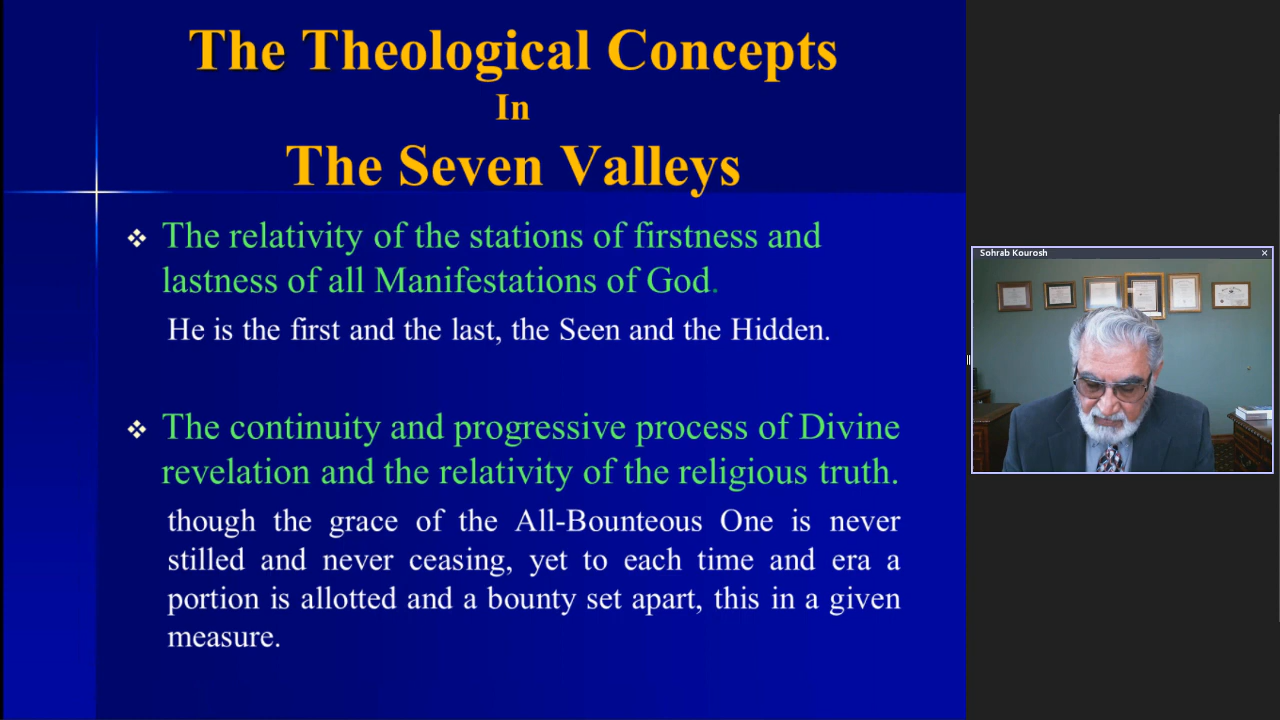 The Theological Concepts
In
The Seven Valleys
❖ The relativity of the stations of firstness and
lastness of all Manifestations of God.
He is the first and the last, the Seen and the Hidden.
❖ The continuity and progressive process of Divine
revelation and the relativity of the religious truth.
though the grace of the All-Bounteous One is never
stilled and never ceasing, yet to each time and era a
portion is allotted and a bounty set apart, this in a given
measure.
Sohrab Kourosh